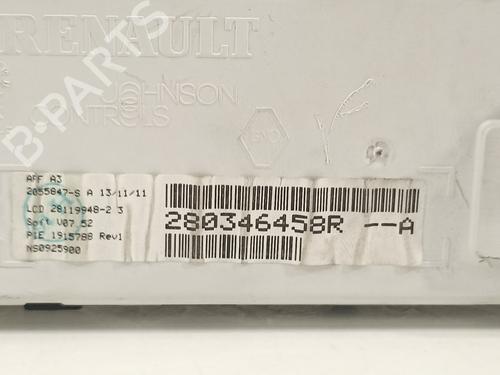 RENAULT
JOHNSON
CONTROLS
SVC
B-PARTS
AFF A3
2055847-S A 13/11/11
LCD 28119948-2 3
Soft V07.52
PIE 1915788 Rev1
NS0925900
280346458R --A